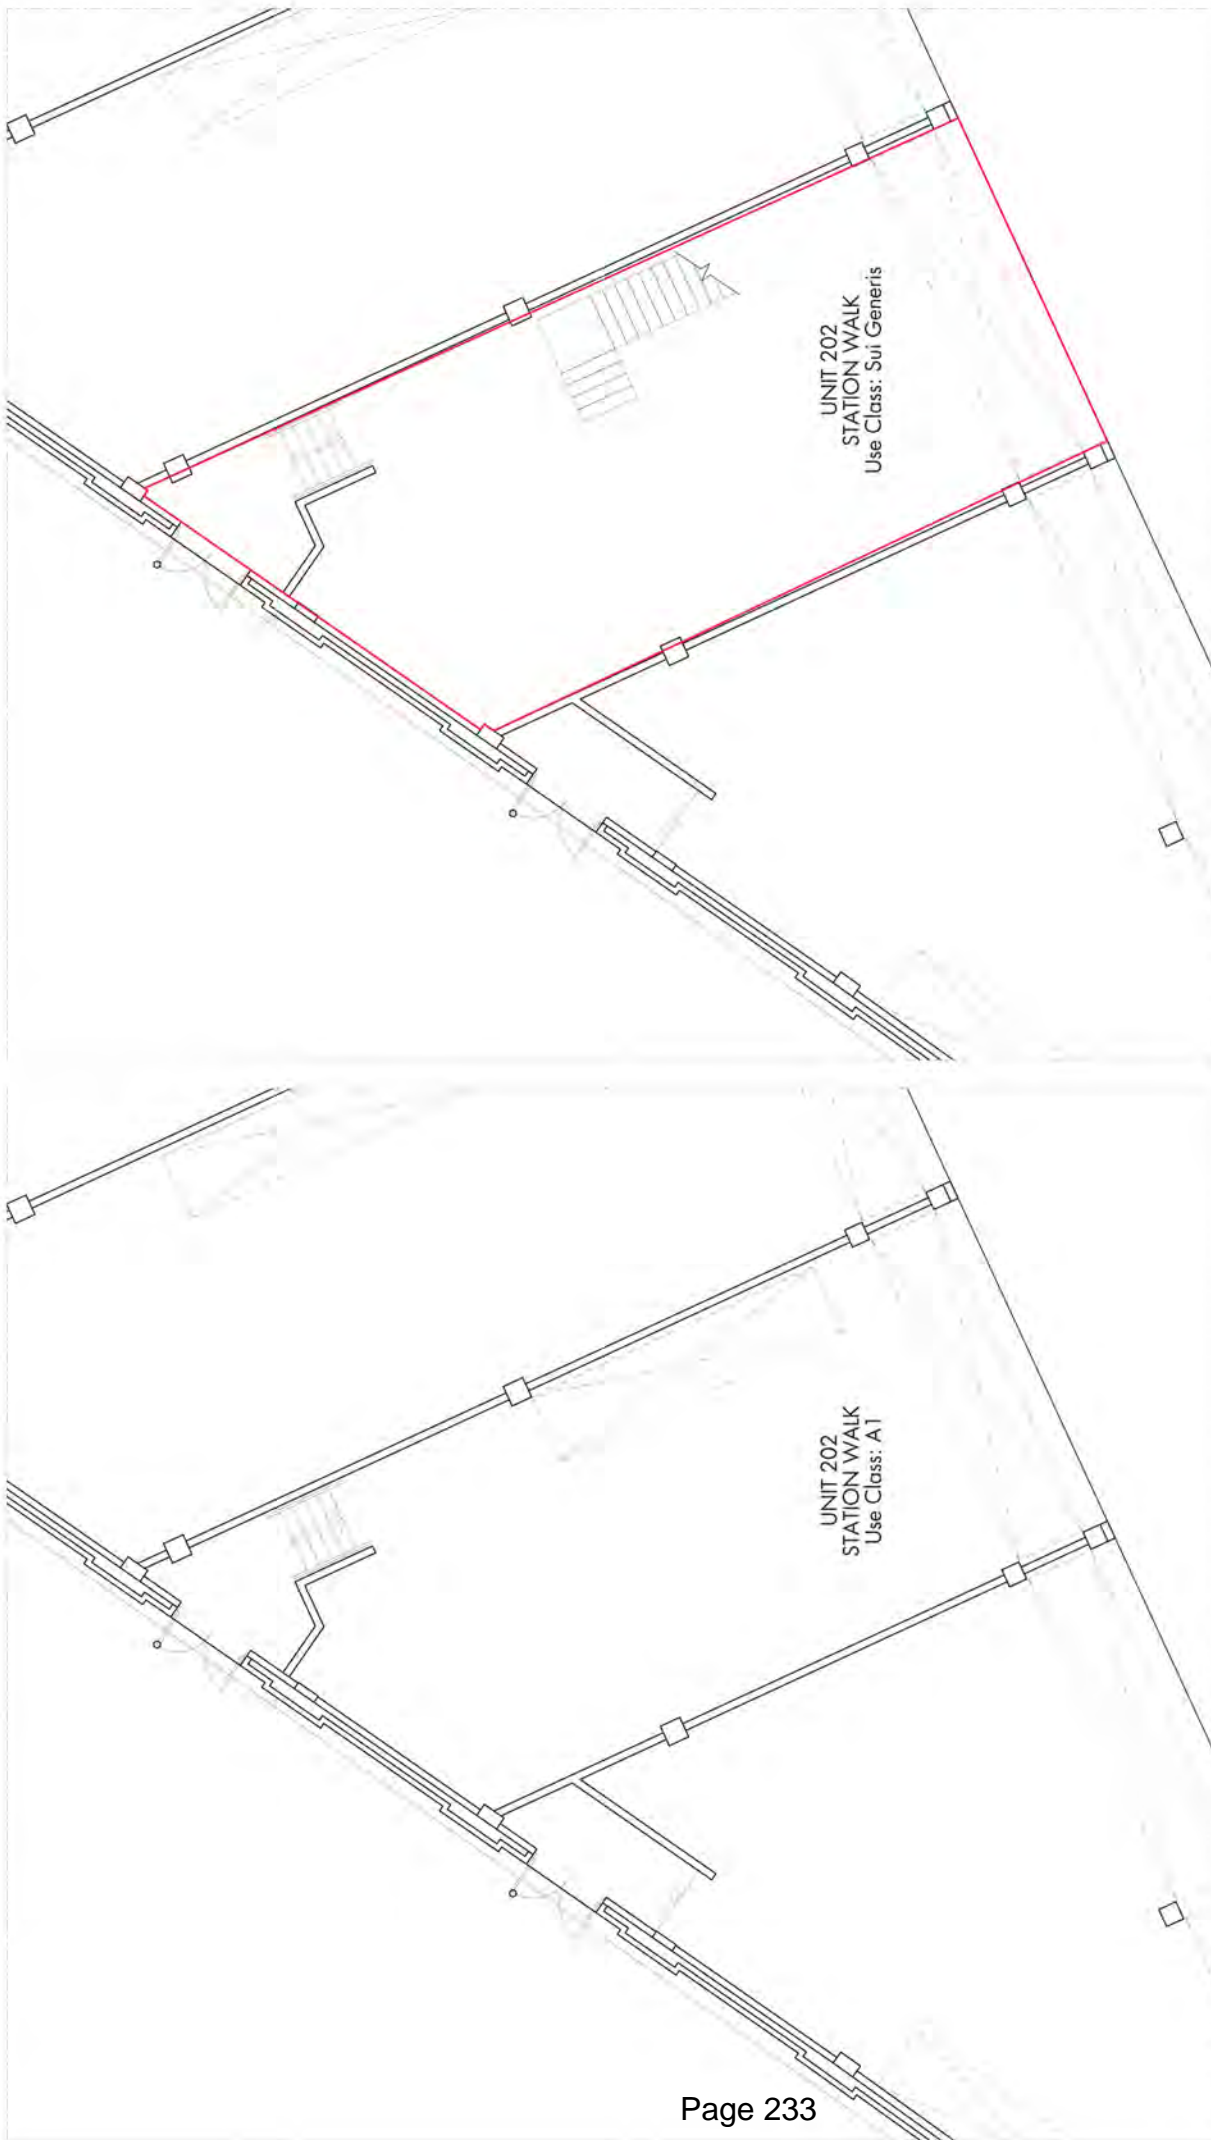 UNIT 202
STATION WALK
Use Class: Sui Generis
UNIT 202
STATION WALK
Use Class: A1
Page 233